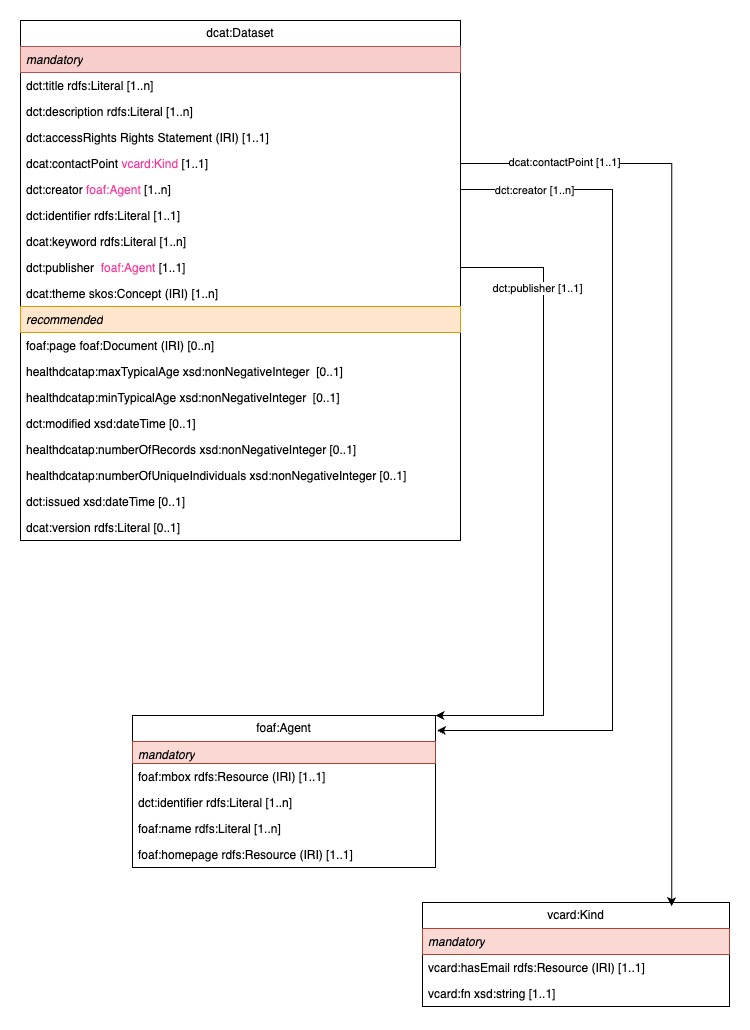 dcat:Dataset
mandatory
dct:title rdfs:Literal [1..n]
dct:description rdfs:Literal [1..n]
dct:accessRights Rights Statement (IRI) [1..1]
dcat:contactPoint vcard:Kind [1..1]
dcat:contactPoint [1..1]
dct:creator foaf:Agent [1..n]
dct:creator [1..n]
dct:identifier rdfs:Literal [1..1]
dcat:keyword rdfs:Literal [1..n]
dct:publisher foaf:Agent [1..1]
dct:publisher [1..1]
dcat:theme skos:Concept (IRI) [1..n]
recommended
foaf:page foaf:Document (IRI) [0..n]
healthdcatap:maxTypicalAge xsd:nonNegativeInteger [0..1]
healthdcatap:minTypicalAge xsd:nonNegativeInteger [0..1]
dct:modified xsd:dateTime [0..1]
healthdcatap:numberOfRecords xsd:nonNegativeInteger [0..1]
healthdcatap:numberOfUniqueIndividuals xsd:nonNegativeInteger [0..1]
dct:issued xsd:dateTime [0..1]
dcat:version rdfs:Literal [0..1]
foaf:Agent
mandatory
foaf:mbox rdfs:Resource (IRI) [1..1]
dct:identifier rdfs:Literal [1..n]
foaf:name rdfs:Literal [1..n]
foaf:homepage rdfs:Resource (IRI) [1..1]
vcard:Kind
mandatory
vcard:hasEmail rdfs:Resource (IRI) [1..1]
vcard:fn xsd:string [1..1]